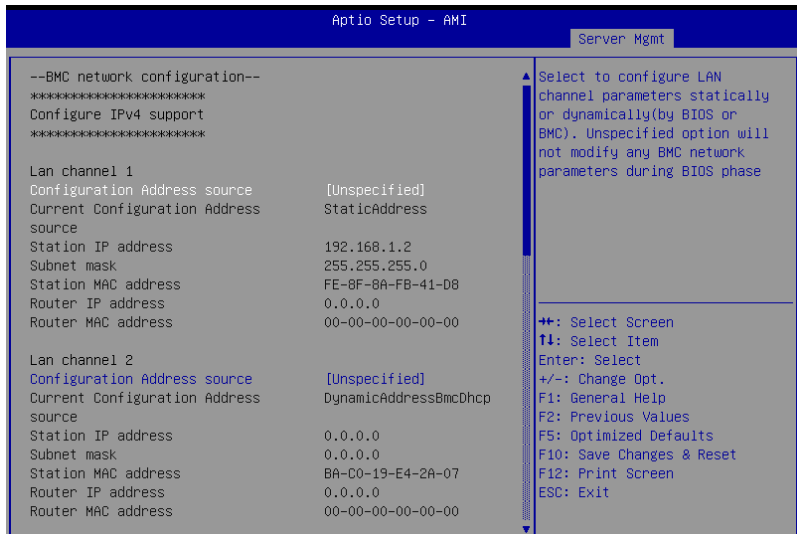 Aptio Setup - AMI
Server Mgmt
--BMC network configuration--
***********************
Configure IPv4 support
***********************
Lan channel 1
Configuration Address source [Unspecified]
Current Configuration Address StaticAddress
source
Station IP address 192.168.1.2
Subnet mask 255.255.255.0
Station MAC address FE-8F-8A-FB-41-D8
Router IP address 0.0.0.0
Router MAC address 00-00-00-00-00-00
Lan channel 2
Configuration Address source [Unspecified]
Current Configuration Address DynamicAddressBmcDhcp
source
Station IP address 0.0.0.0
Subnet mask 0.0.0.0
Station MAC address BA-C0-19-E4-2A-07
Router IP address 0.0.0.0
Router MAC address 00-00-00-00-00-00
Select to configure LAN
channel parameters statically
or dynamically(by BIOS or
BMC). Unspecified option will
not modify any BMC network
parameters during BIOS phase
→←: Select Screen
↑↓: Select Item
Enter: Select
+/-: Change Opt.
F1: General Help
F2: Previous Values
F5: Optimized Defaults
F10: Save Changes & Reset
F12: Print Screen
ESC: Exit